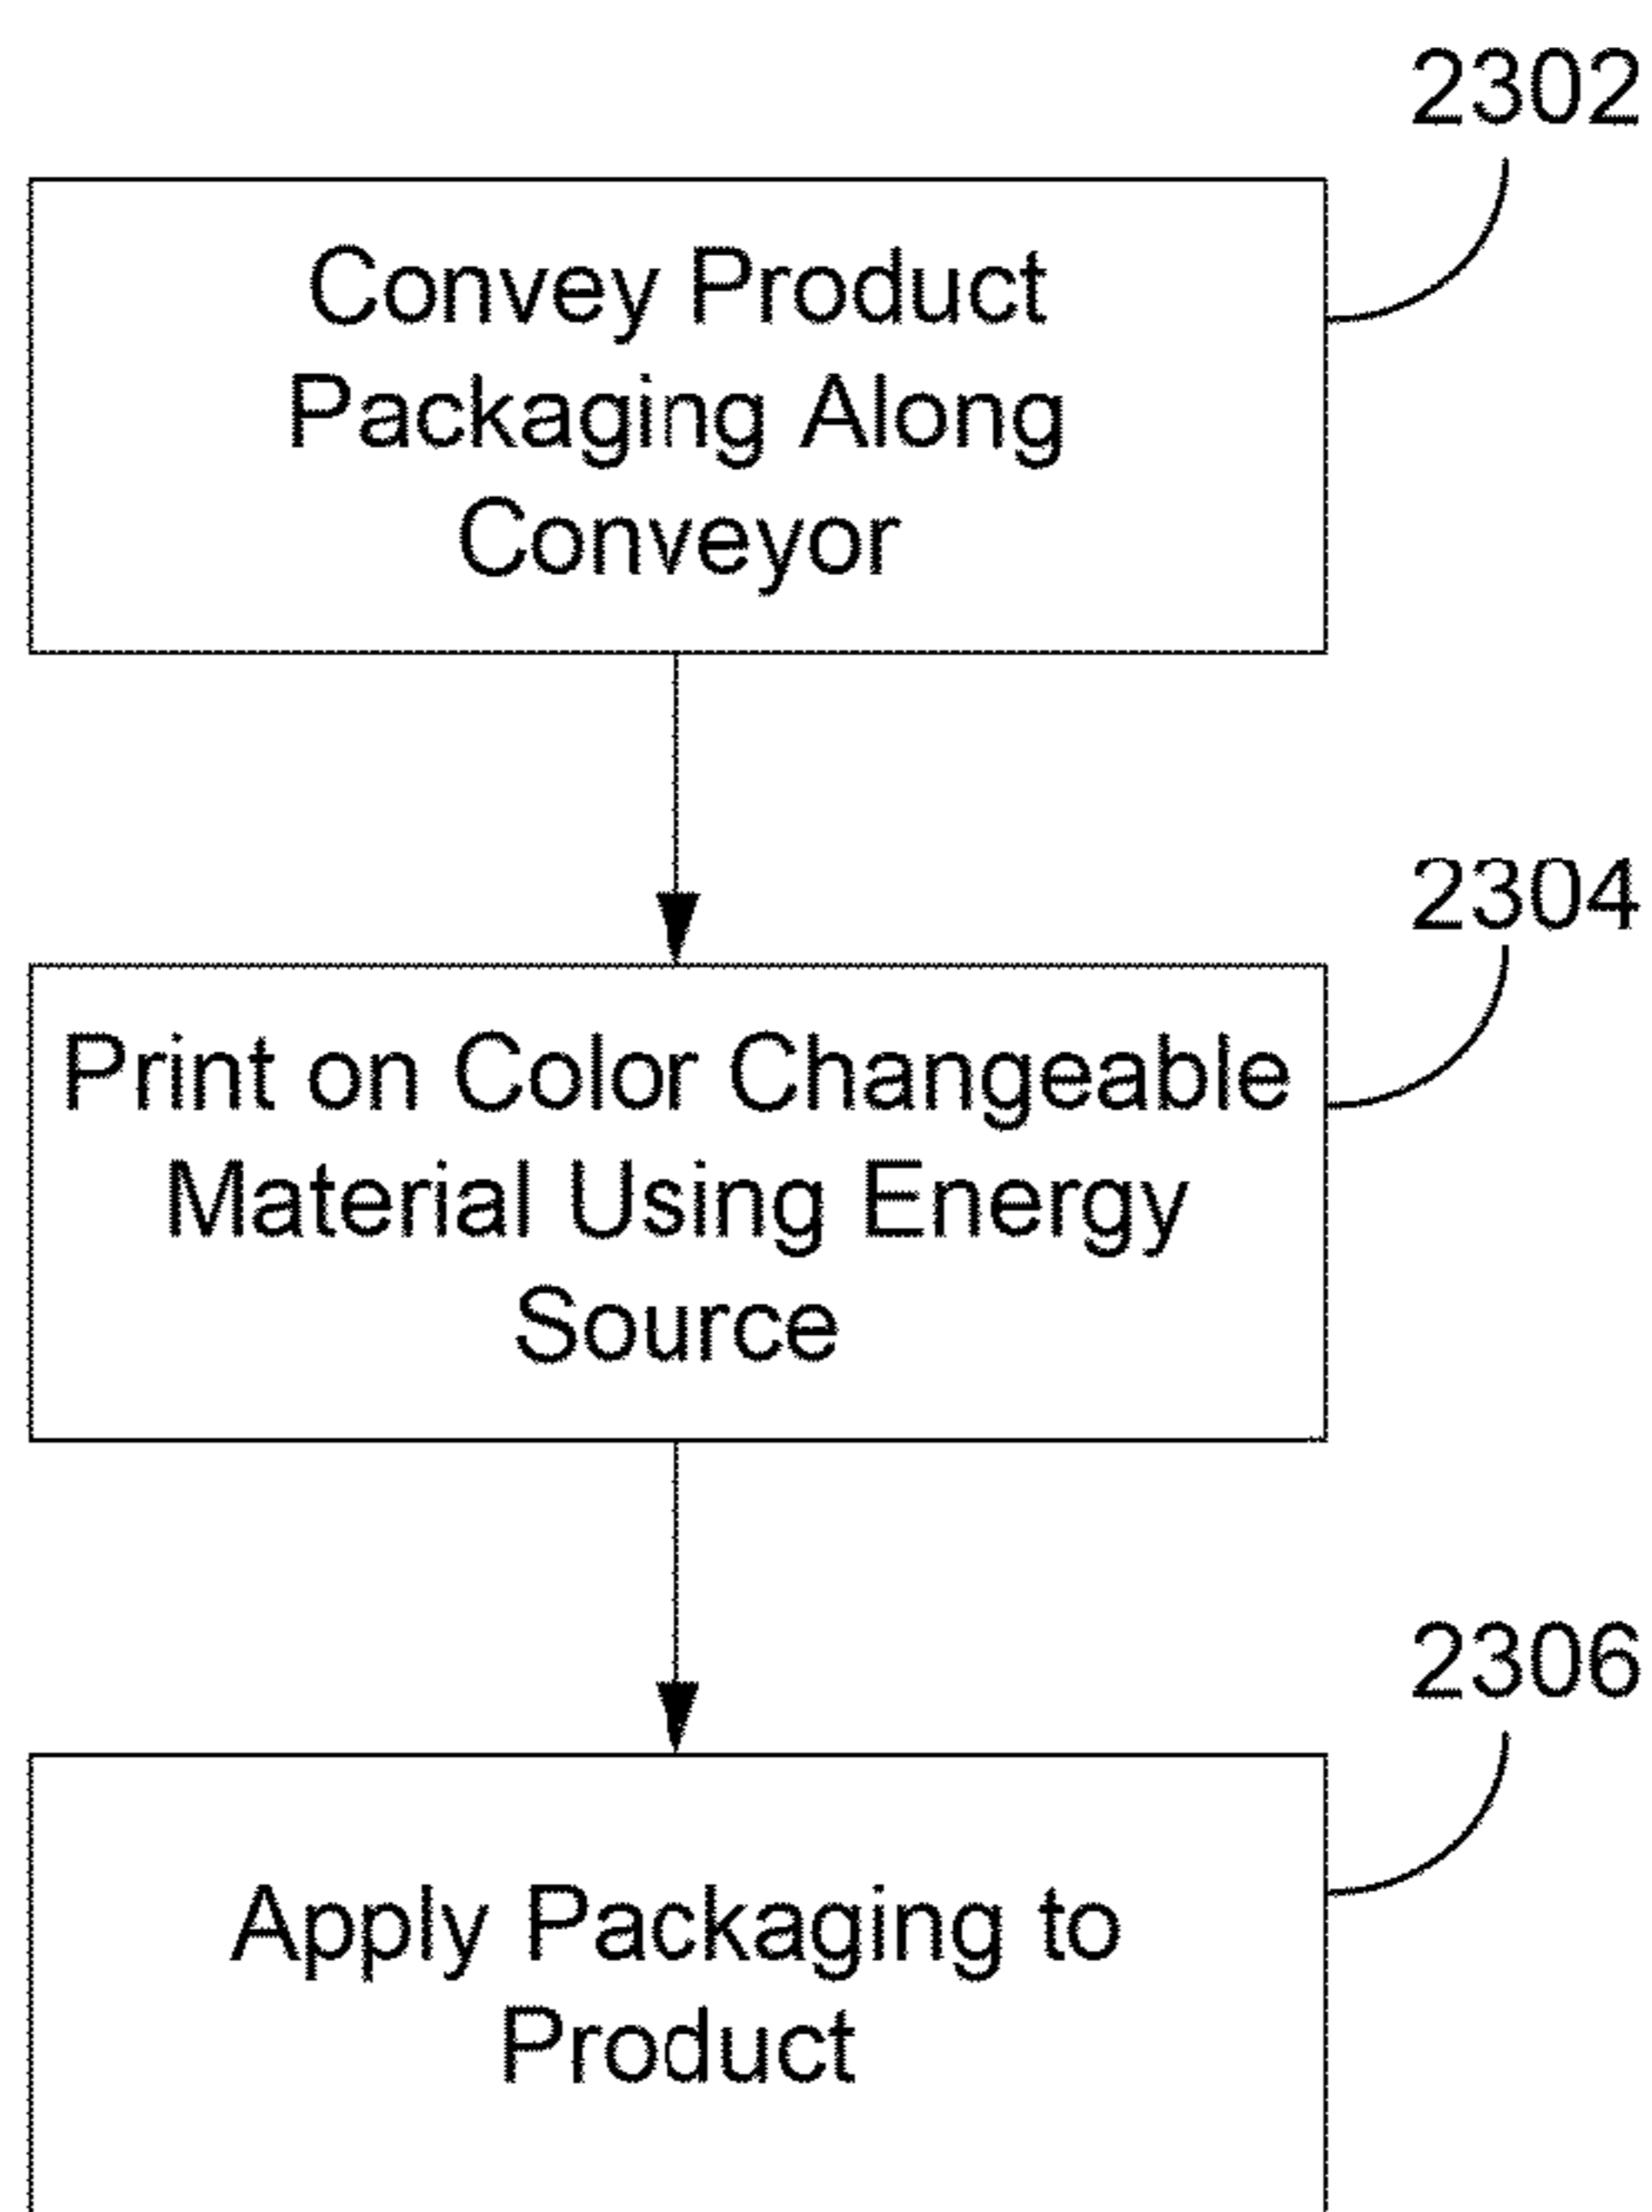 2302
Convey Product
Packaging Along
Conveyor
2304
Print on Color Changeable
Material Using Energy
Source
2306
Apply Packaging to
Product